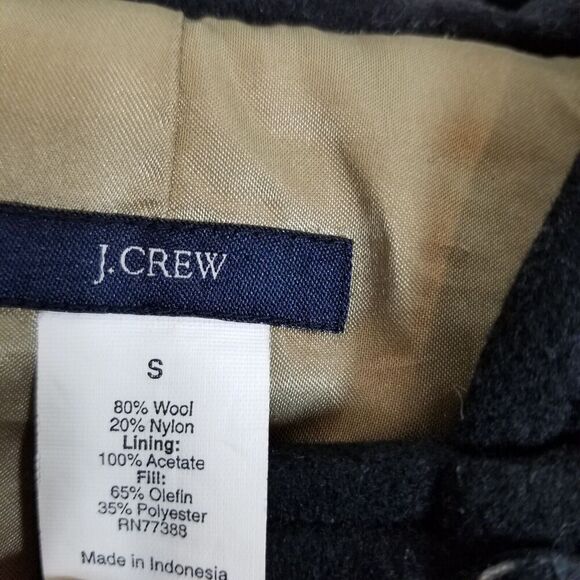 J.CREW
S
80% Wool
20% Nylon
Lining:
100% Acetate
Fill:
65% Olefin
35% Polyester
RN77388
Made in Indonesia